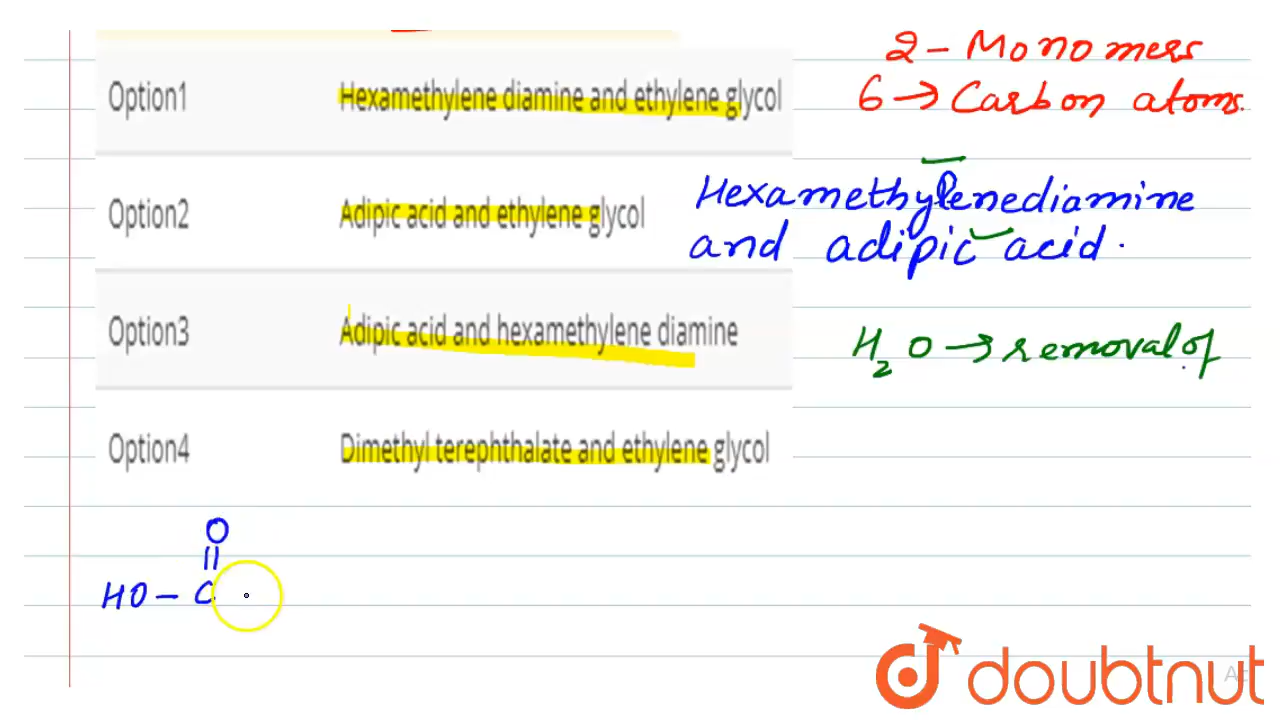 2 - Monomers
Option1 Hexamethylene diamine and ethylene glycol
6 → Carbon atoms.
Hexamethylenediamine
Option2 Adipic acid and ethylene glycol
and adipic acid.
Option3 Adipic acid and hexamethylene diamine
H2O → removal of
Option4 Dimethyl terephthalate and ethylene glycol
O
||
HO - C
doubtnut
Ac